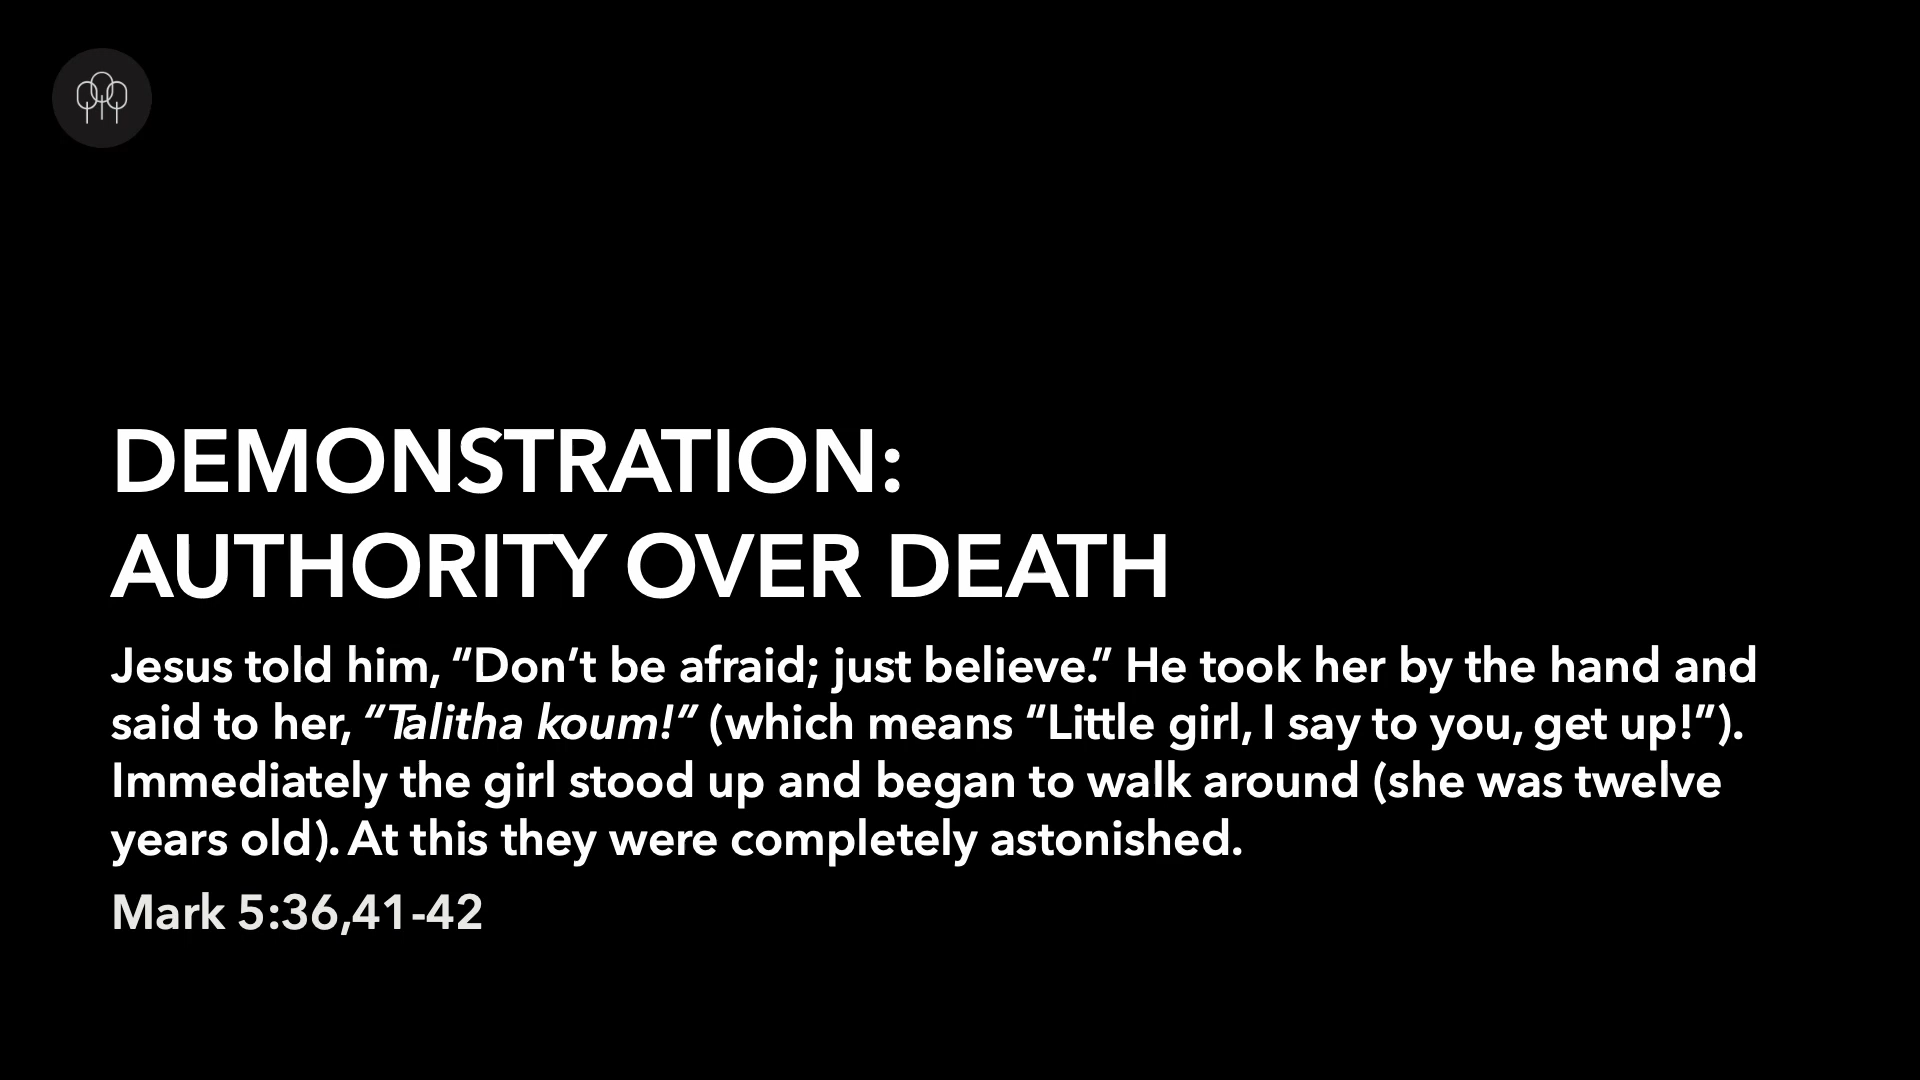 DEMONSTRATION:
AUTHORITY OVER DEATH
Jesus told him, “Don’t be afraid; just believe.” He took her by the hand and
said to her, “Talitha koum!” (which means “Little girl, I say to you, get up!”).
Immediately the girl stood up and began to walk around (she was twelve
years old). At this they were completely astonished.
Mark 5:36,41-42